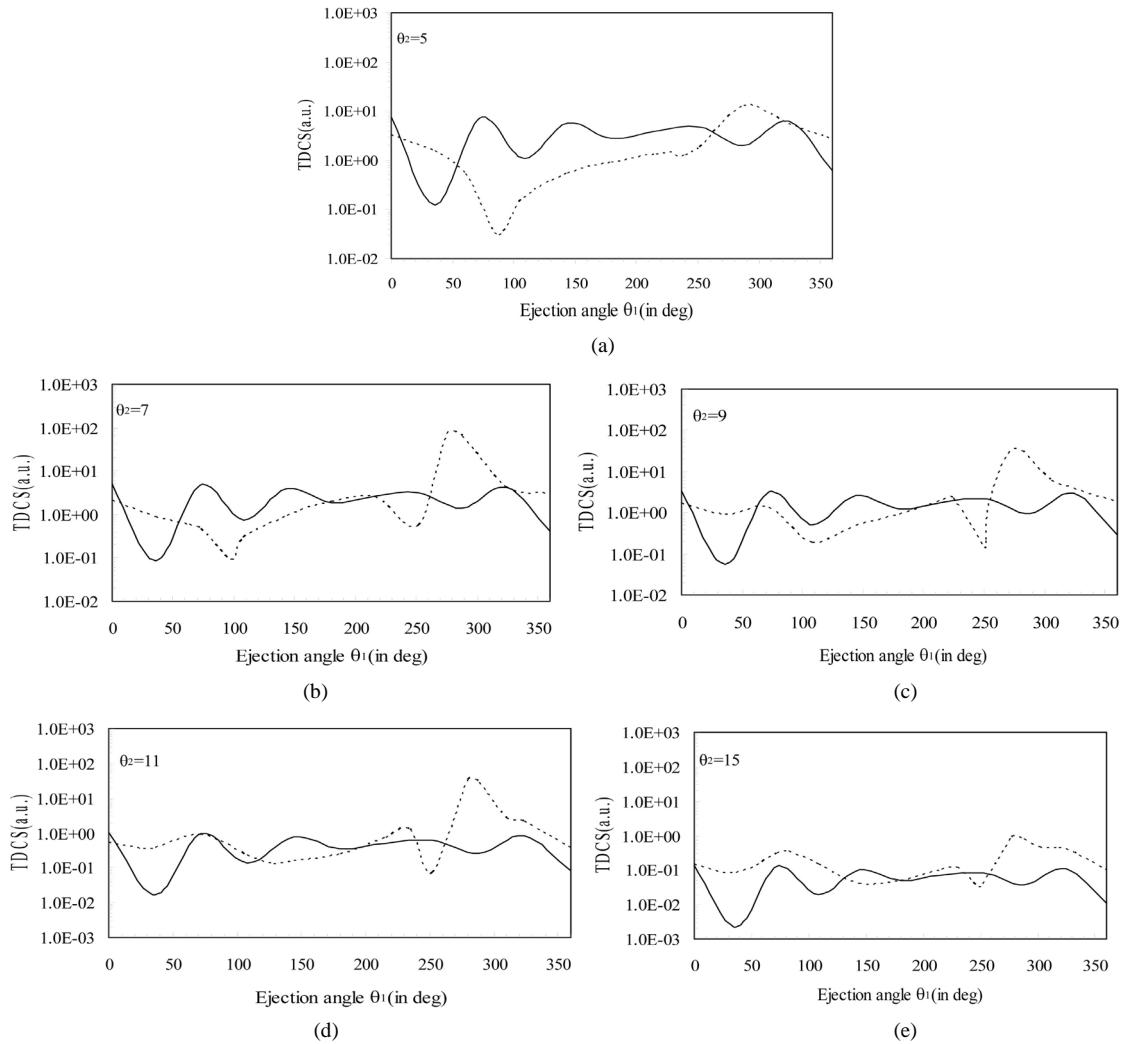 1.0E+03
1.0E+02
1.0E+01
1.0E+00
1.0E-01
1.0E-02
TDCS(a.u.)
θ2=5
0 50 100 150 200 250 300 350
Ejection angle θ1(in deg)
(a)
1.0E+03
1.0E+02
1.0E+01
1.0E+00
1.0E-01
1.0E-02
TDCS(a.u.)
θ2=7
0 50 100 150 200 250 300 350
Ejection angle θ1(in deg)
(b)
1.0E+03
1.0E+02
1.0E+01
1.0E+00
1.0E-01
1.0E-02
TDCS(a.u.)
θ2=9
0 50 100 150 200 250 300 350
Ejection angle θ1(in deg)
(c)
1.0E+03
1.0E+02
1.0E+01
1.0E+00
1.0E-01
1.0E-02
1.0E-03
TDCS(a.u.)
θ2=11
0 50 100 150 200 250 300 350
Ejection angle θ1(in deg)
(d)
1.0E+03
1.0E+02
1.0E+01
1.0E+00
1.0E-01
1.0E-02
1.0E-03
TDCS(a.u.)
θ2=15
0 50 100 150 200 250 300 350
Ejection angle θ1(in deg)
(e)